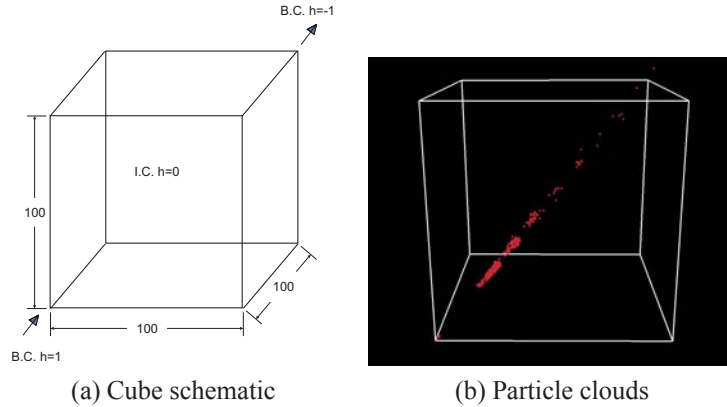 B.C. h=-1
I.C. h=0
100
100
100
B.C. h=1
(a) Cube schematic
(b) Particle clouds